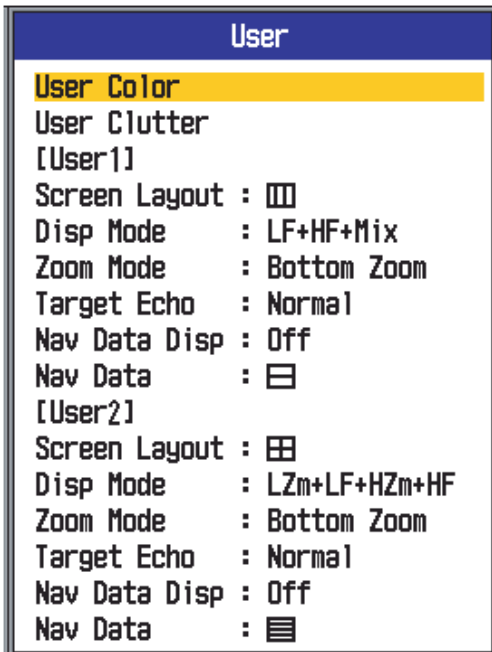 User
User Color
User Clutter
[User1]
Screen Layout :
Disp Mode : LF+HF+Mix
Zoom Mode : Bottom Zoom
Target Echo : Normal
Nav Data Disp : Off
Nav Data :
[User2]
Screen Layout :
Disp Mode : LZm+LF+HZm+HF
Zoom Mode : Bottom Zoom
Target Echo : Normal
Nav Data Disp : Off
Nav Data :